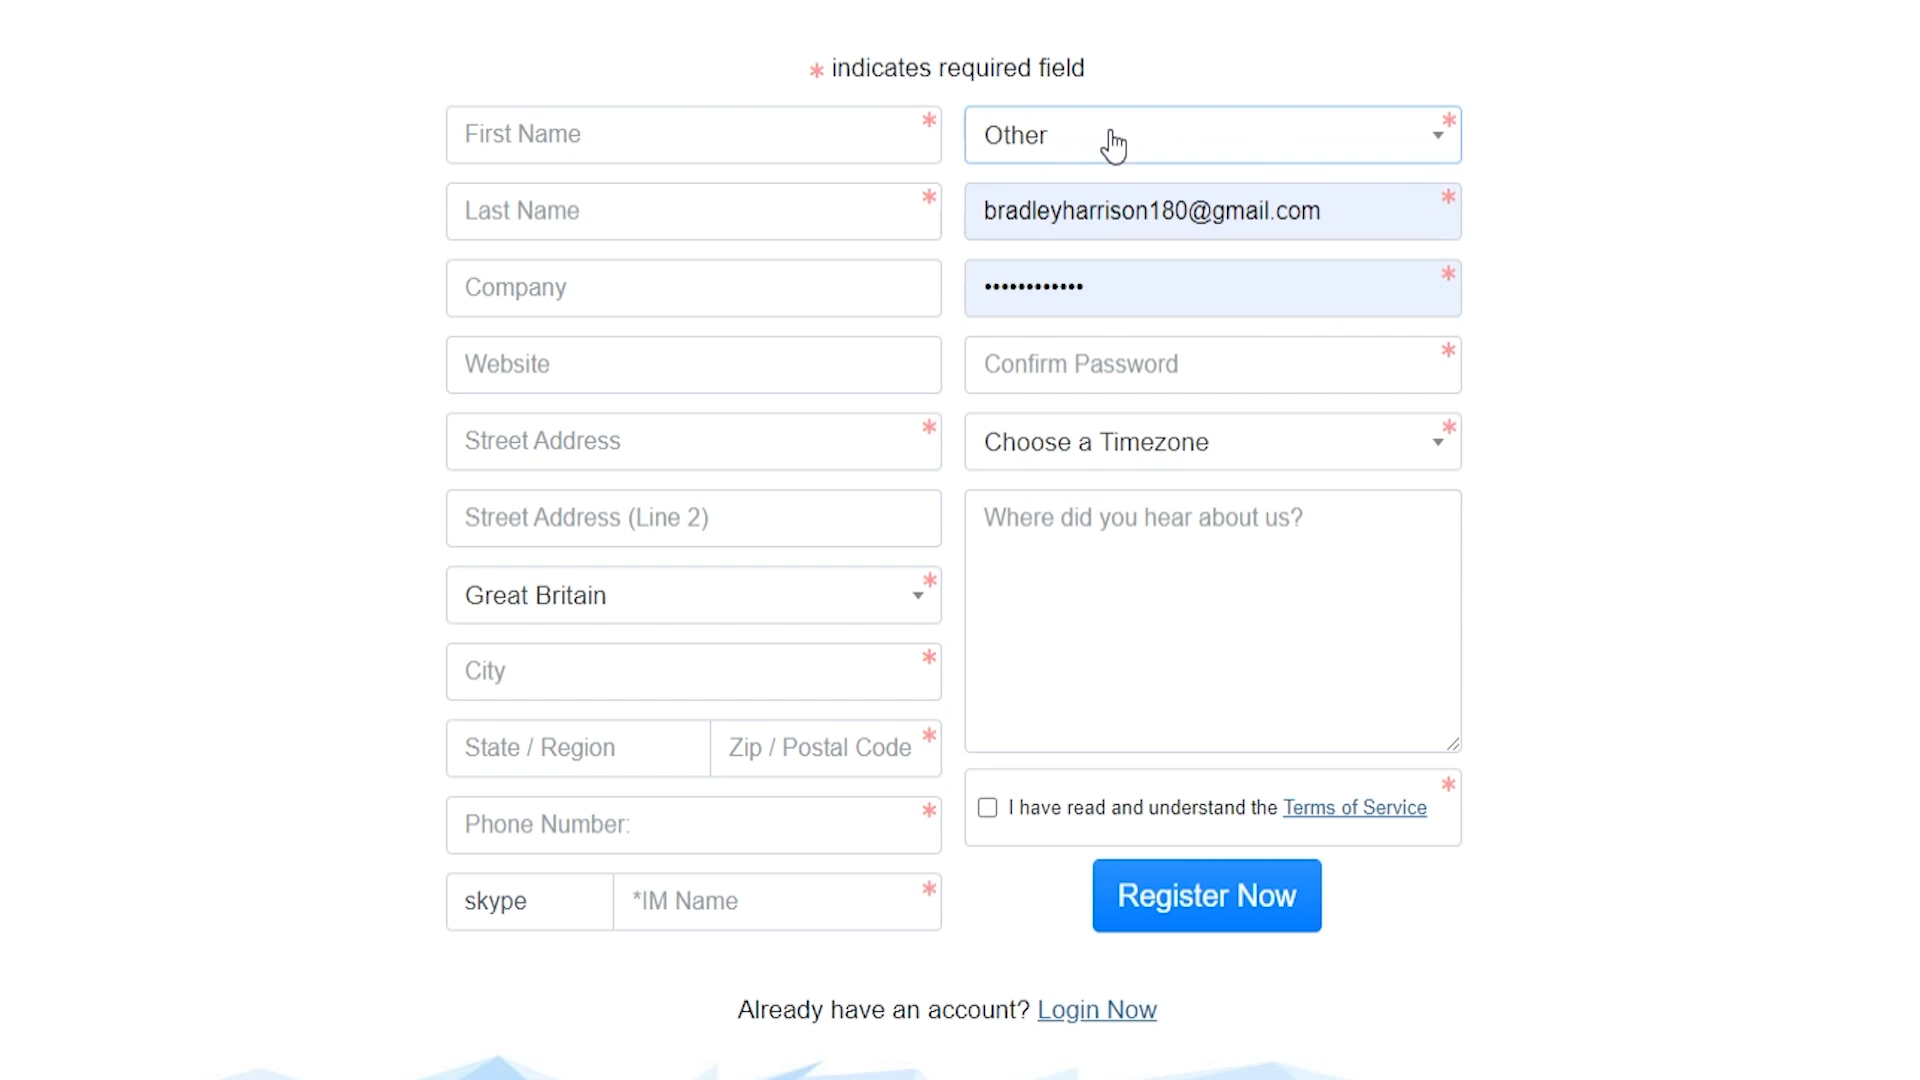 * indicates required field
First Name *
Last Name *
Company
Website
Street Address *
Street Address (Line 2)
Great Britain *
City *
State / Region Zip / Postal Code *
Phone Number: *
skype *IM Name *
Other *
bradleyharrison180@gmail.com *
•••••••••••• *
Confirm Password *
Choose a Timezone *
Where did you hear about us?
I have read and understand the Terms of Service *
Register Now
Already have an account? Login Now